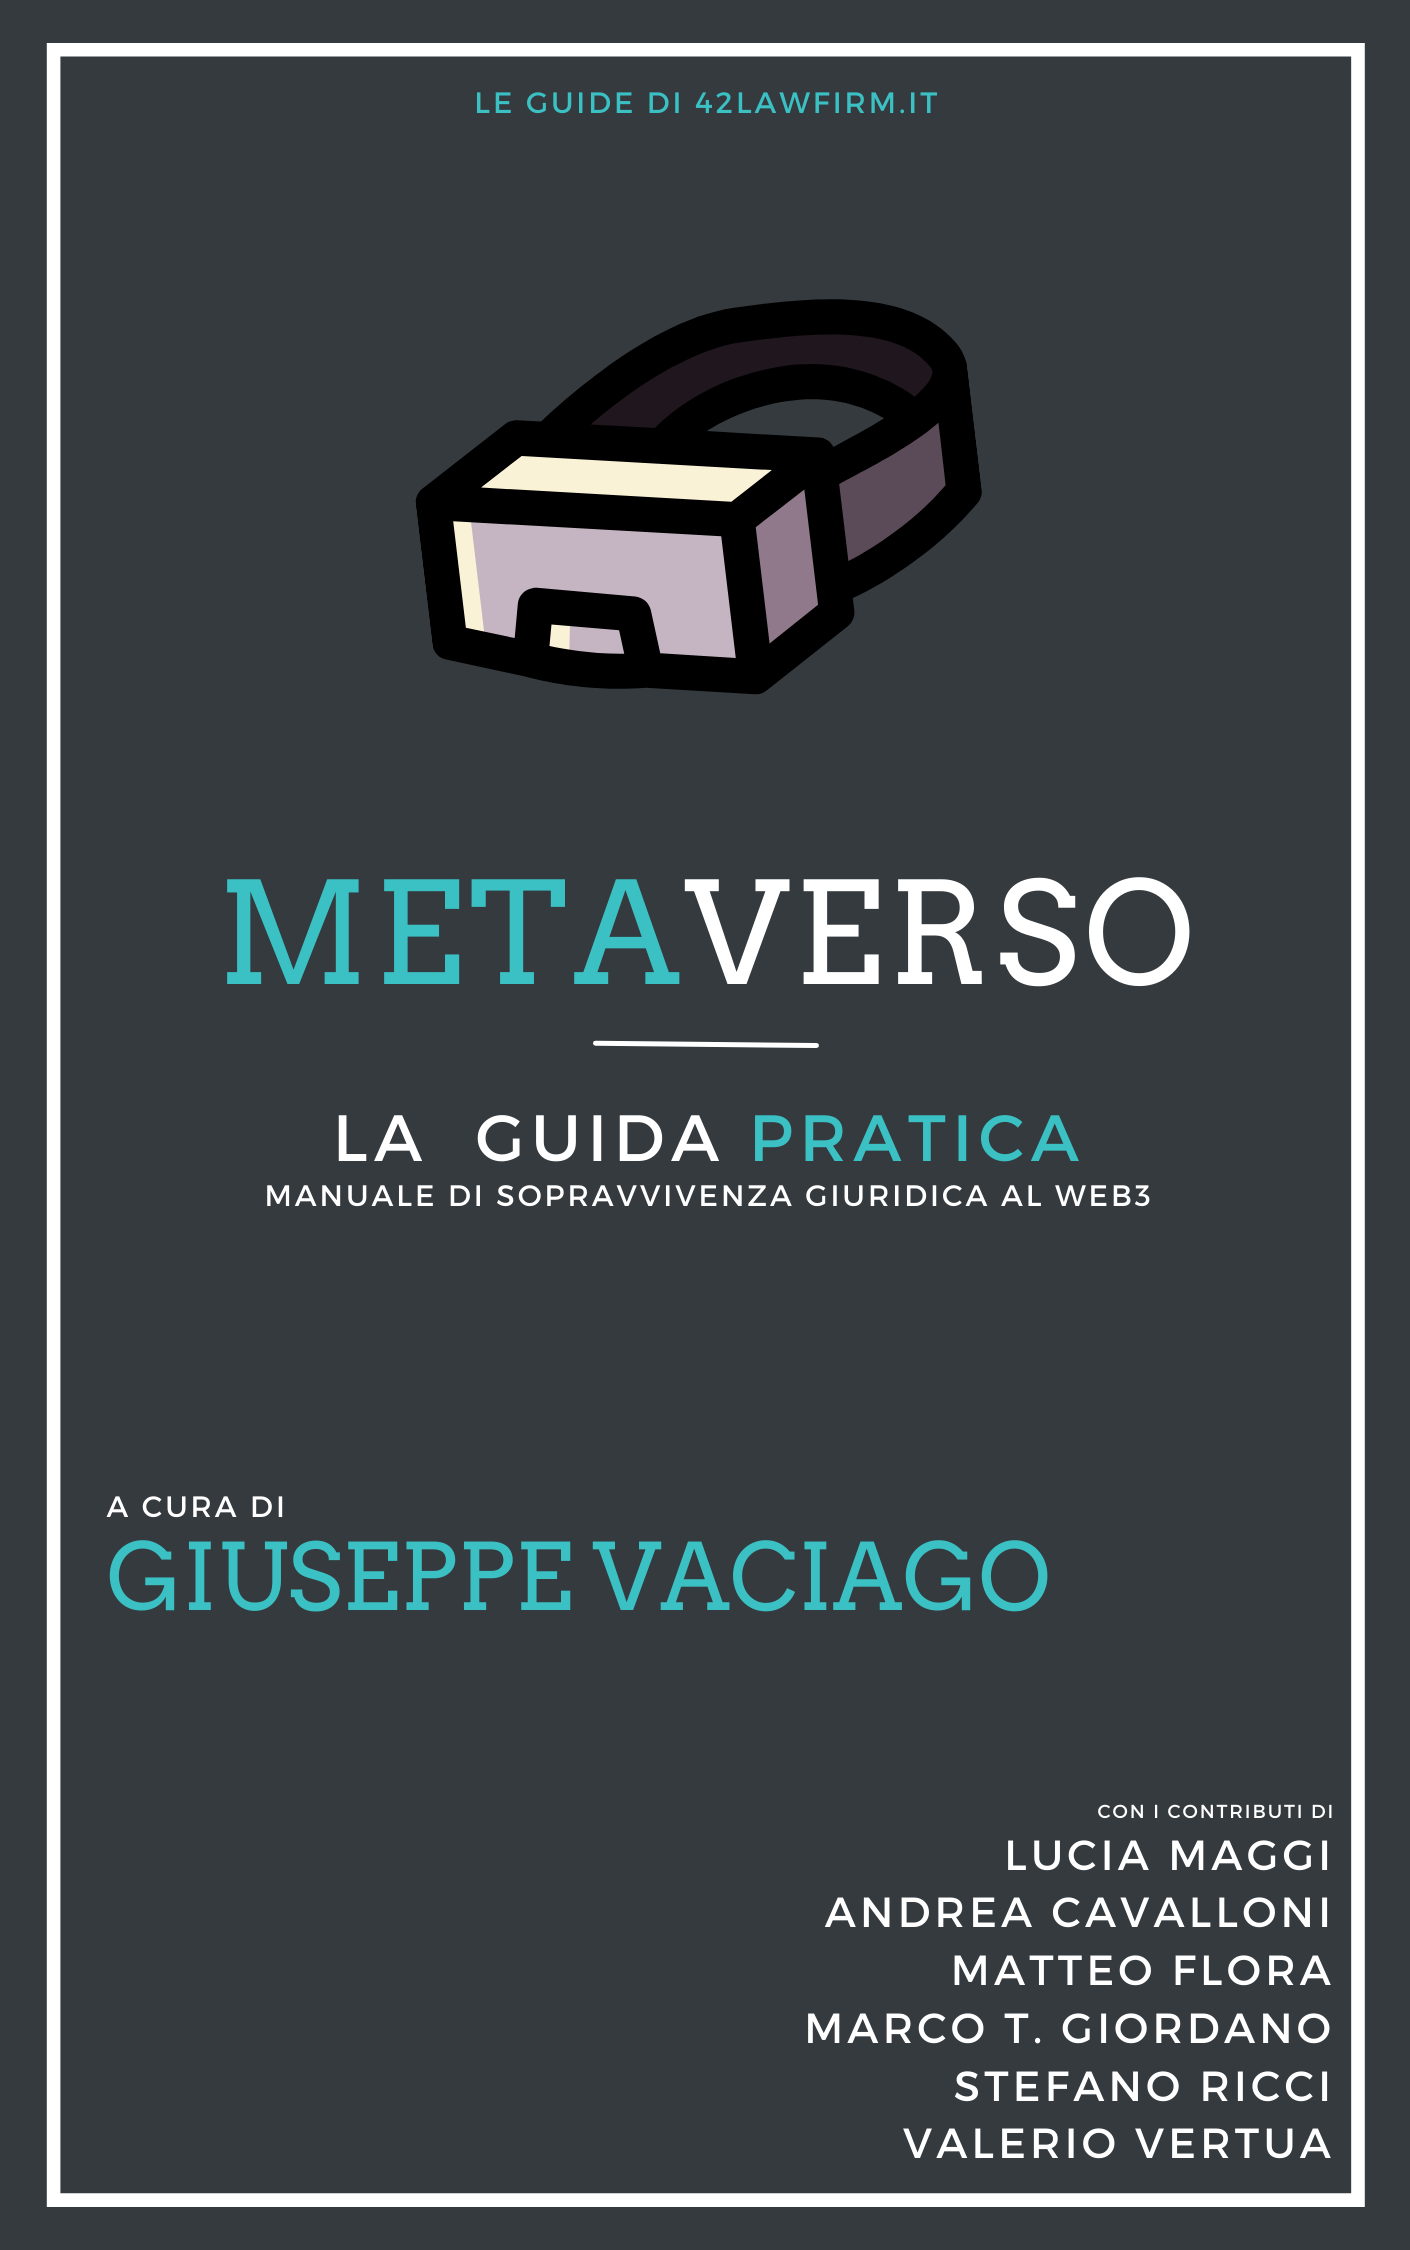 LE GUIDE DI 42LAWFIRM.IT
METAVERSO
LA GUIDA PRATICA
MANUALE DI SOPRAVVIVENZA GIURIDICA AL WEB3
A CURA DI
GIUSEPPE VACIAGO
CON I CONTRIBUTI DI
LUCIA MAGGI
ANDREA CAVALLONI
MATTEO FLORA
MARCO T. GIORDANO
STEFANO RICCI
VALERIO VERTUA